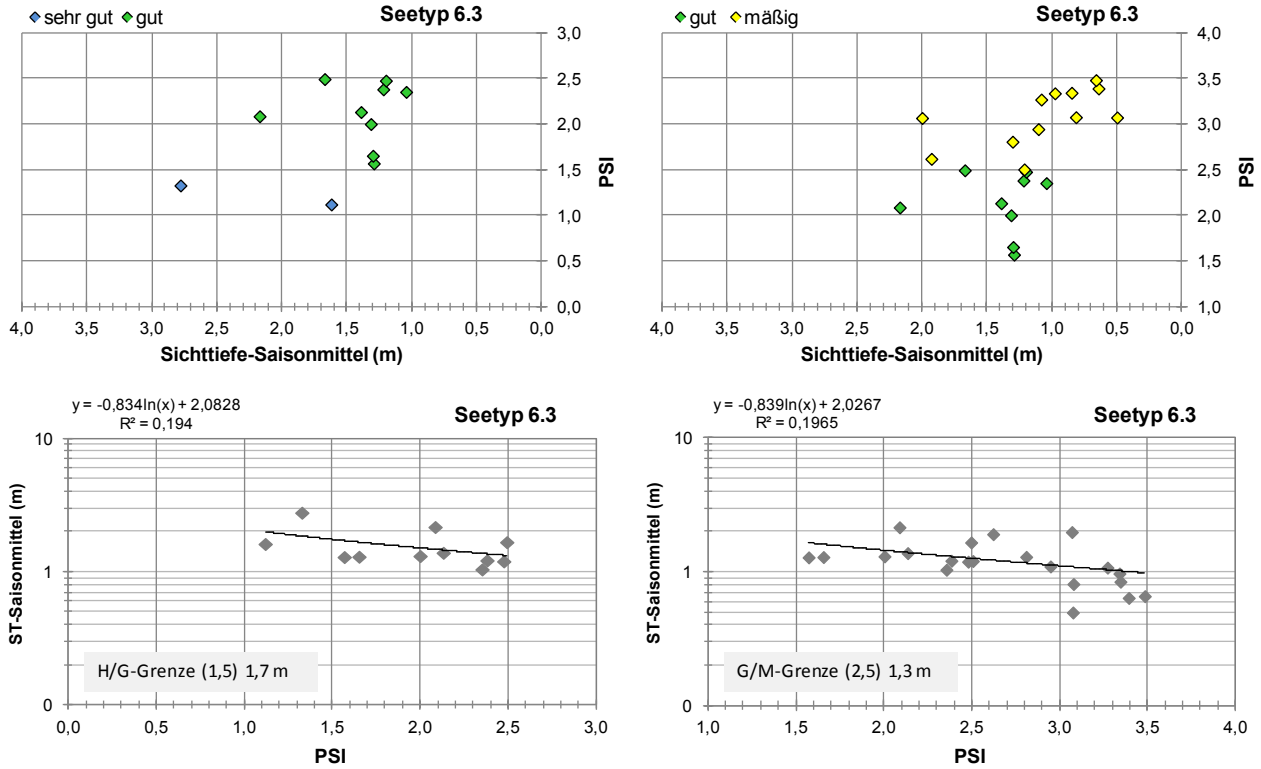 sehr gut gut Seetyp 6.3
3,0
2,5
2,0
1,5
1,0
0,5
0,0
PSI
4,0 3,5 3,0 2,5 2,0 1,5 1,0 0,5 0,0
Sichttiefe-Saisonmittel (m)
gut mäßig Seetyp 6.3
4,0
3,5
3,0
2,5
2,0
1,5
1,0
PSI
4,0 3,5 3,0 2,5 2,0 1,5 1,0 0,5 0,0
Sichttiefe-Saisonmittel (m)
y = -0,834ln(x) + 2,0828
R² = 0,194
Seetyp 6.3
10
1
0
ST-Saisonmittel (m)
H/G-Grenze (1,5) 1,7 m
0,0 0,5 1,0 1,5 2,0 2,5 3,0
PSI
y = -0,839ln(x) + 2,0267
R² = 0,1965
Seetyp 6.3
10
1
0
ST-Saisonmittel (m)
G/M-Grenze (2,5) 1,3 m
1,0 1,5 2,0 2,5 3,0 3,5 4,0
PSI